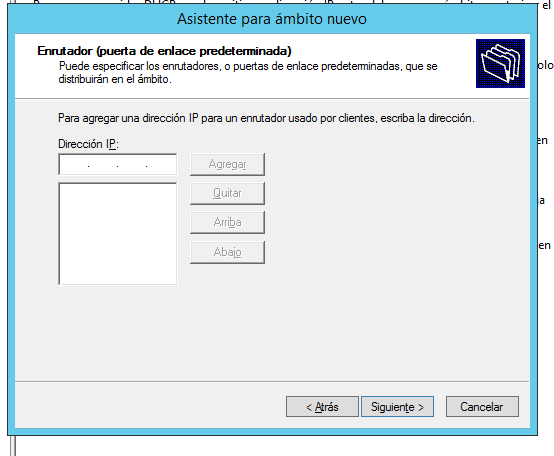 Asistente para ámbito nuevo
Enrutador (puerta de enlace predeterminada)
Puede especificar los enrutadores, o puertas de enlace predeterminadas, que se
distribuirán en el ámbito.
olo
Para agregar una dirección IP para un enrutador usado por clientes, escriba la dirección.
en
Dirección IP:
. . .
Agregar
Quitar
a
Arriba
Abajo
en
< Atrás
Siguiente >
Cancelar